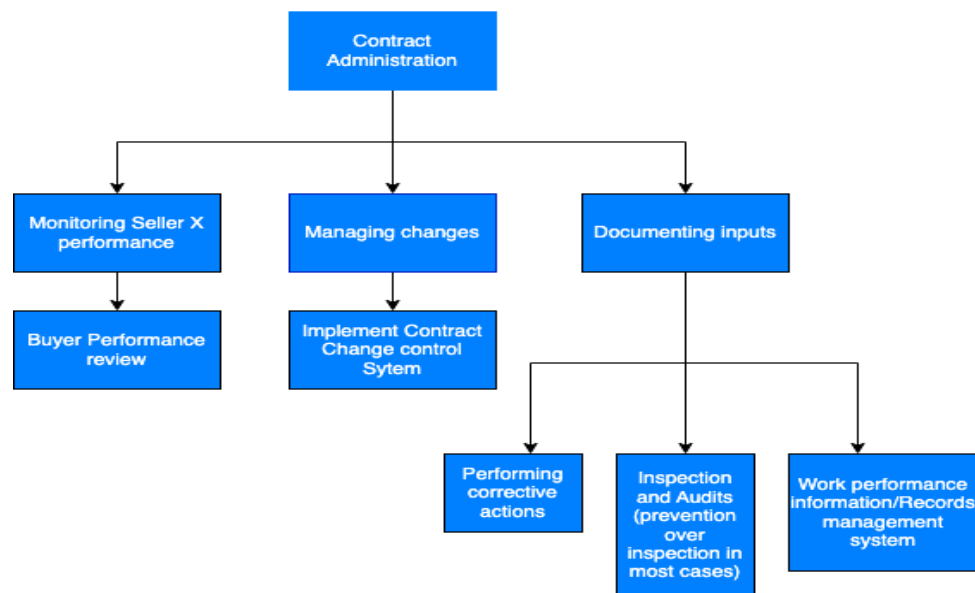 Contract
Administration
Monitoring Seller X
performance
Managing changes
Documenting inputs
Buyer Performance
review
Implement Contract
Change control
Sytem
Performing
corrective
actions
Inspection
and Audits
(prevention
over
inspection in
most cases)
Work performance
information/Records
management
system